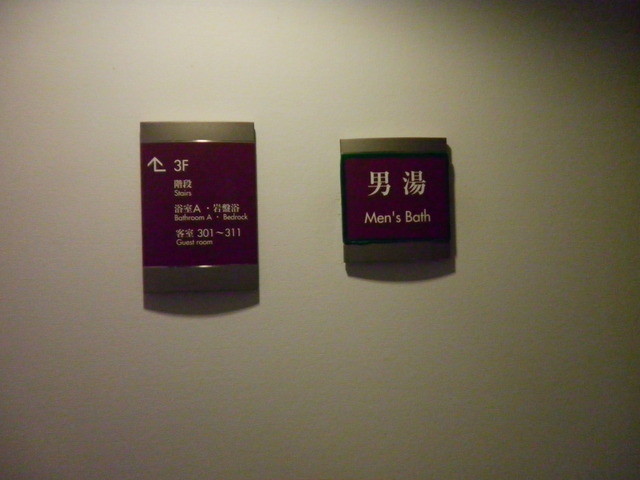 3F
階段
Stairs
浴室A・岩盤浴
Bathroom A ・ Bedrock
客室 301～311
Guest room
男湯
Men's Bath